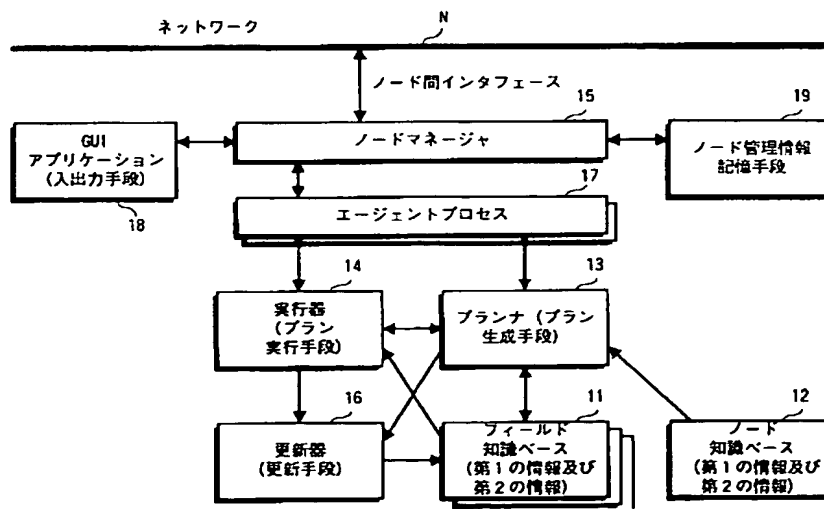 ネットワーク
N
ノード間インタフェース
15
ノードマネージャ
GUI
アプリケーション
(入出力手段)
18
19
ノード管理情報
記憶手段
17
エージェントプロセス
14
実行器
(プラン
実行手段)
13
プランナ (プラン
生成手段)
16
更新器
(更新手段)
11
フィールド
知識ベース
(第1の情報及び
第2の情報)
12
ノード
知識ベース
(第1の情報及び
第2の情報)